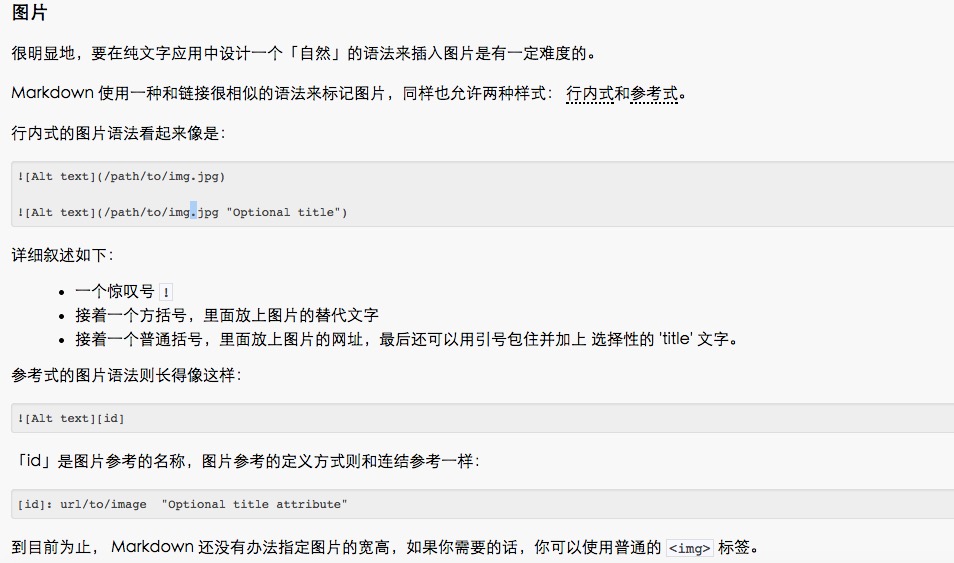 图片
很明显地，要在纯文字应用中设计一个「自然」的语法来插入图片是有一定难度的。
Markdown 使用一种和链接很相似的语法来标记图片，同样也允许两种样式： 行内式和参考式。
行内式的图片语法看起来像是：
![Alt text](/path/to/img.jpg)
![Alt text](/path/to/img.jpg "Optional title")
详细叙述如下：
• 一个惊叹号 !
• 接着一个方括号，里面放上图片的替代文字
• 接着一个普通括号，里面放上图片的网址，最后还可以用引号包住并加上 选择性的 'title' 文字。
参考式的图片语法则长得像这样：
![Alt text][id]
「id」是图片参考的名称，图片参考的定义方式则和连结参考一样：
[id]: url/to/image  "Optional title attribute"
到目前为止， Markdown 还没有办法指定图片的宽高，如果你需要的话，你可以使用普通的 <img> 标签。